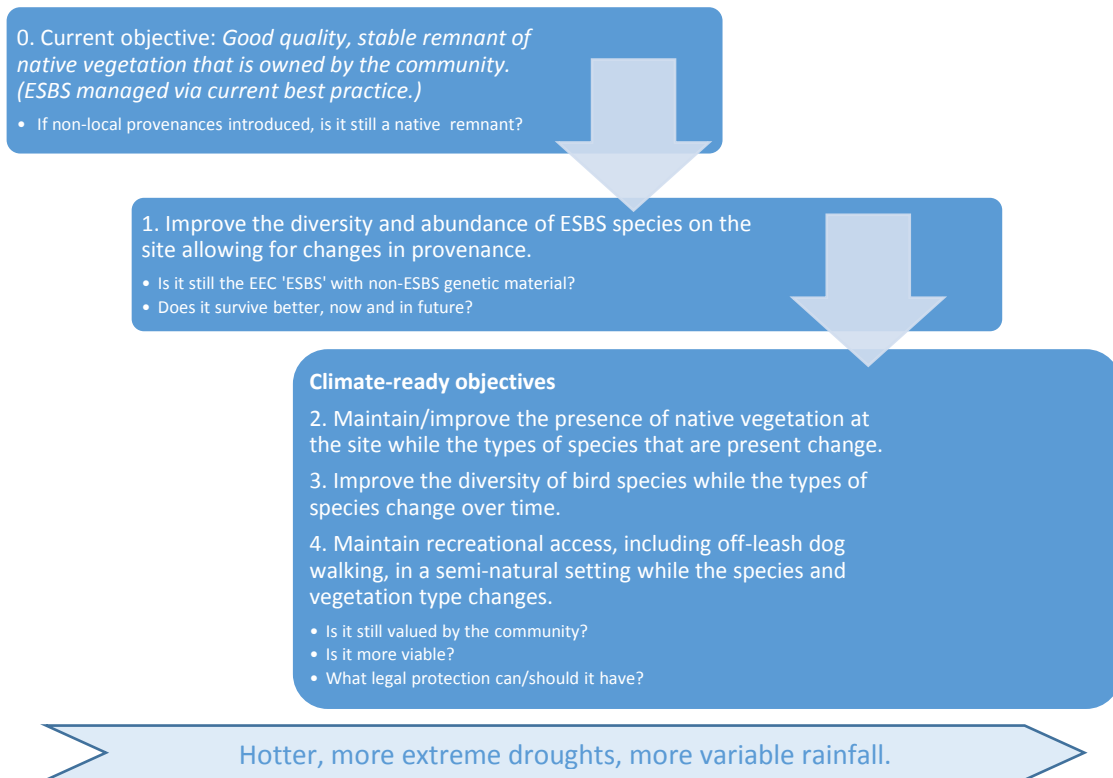 0. Current objective: Good quality, stable remnant of
native vegetation that is owned by the community.
(ESBS managed via current best practice.)
• If non-local provenances introduced, is it still a native remnant?
1. Improve the diversity and abundance of ESBS species on the
site allowing for changes in provenance.
• Is it still the EEC 'ESBS' with non-ESBS genetic material?
• Does it survive better, now and in future?
Climate-ready objectives
2. Maintain/improve the presence of native vegetation at
the site while the types of species that are present change.
3. Improve the diversity of bird species while the types of
species change over time.
4. Maintain recreational access, including off-leash dog
walking, in a semi-natural setting while the species and
vegetation type changes.
• Is it still valued by the community?
• Is it more viable?
• What legal protection can/should it have?
Hotter, more extreme droughts, more variable rainfall.